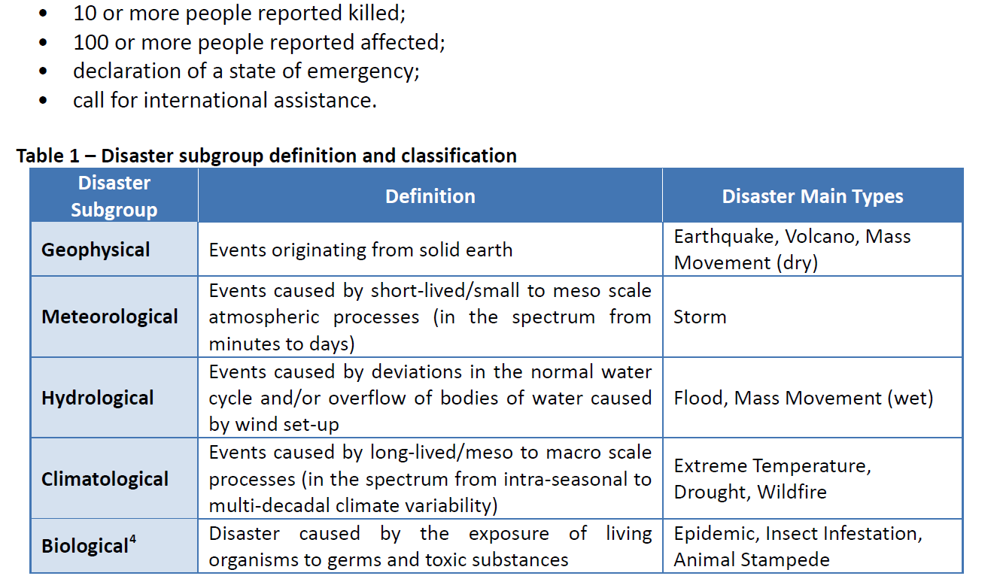 • 10 or more people reported killed;
• 100 or more people reported affected;
• declaration of a state of emergency;
• call for international assistance.
Table 1 – Disaster subgroup definition and classification
Disaster
Subgroup
Definition
Disaster Main Types
Geophysical
Events originating from solid earth
Earthquake, Volcano, Mass
Movement (dry)
Meteorological
Events caused by short-lived/small to meso scale
atmospheric processes (in the spectrum from
minutes to days)
Storm
Hydrological
Events caused by deviations in the normal water
cycle and/or overflow of bodies of water caused
by wind set-up
Flood, Mass Movement (wet)
Climatological
Events caused by long-lived/meso to macro scale
processes (in the spectrum from intra-seasonal to
multi-decadal climate variability)
Extreme Temperature,
Drought, Wildfire
Biological⁴
Disaster caused by the exposure of living
organisms to germs and toxic substances
Epidemic, Insect Infestation,
Animal Stampede